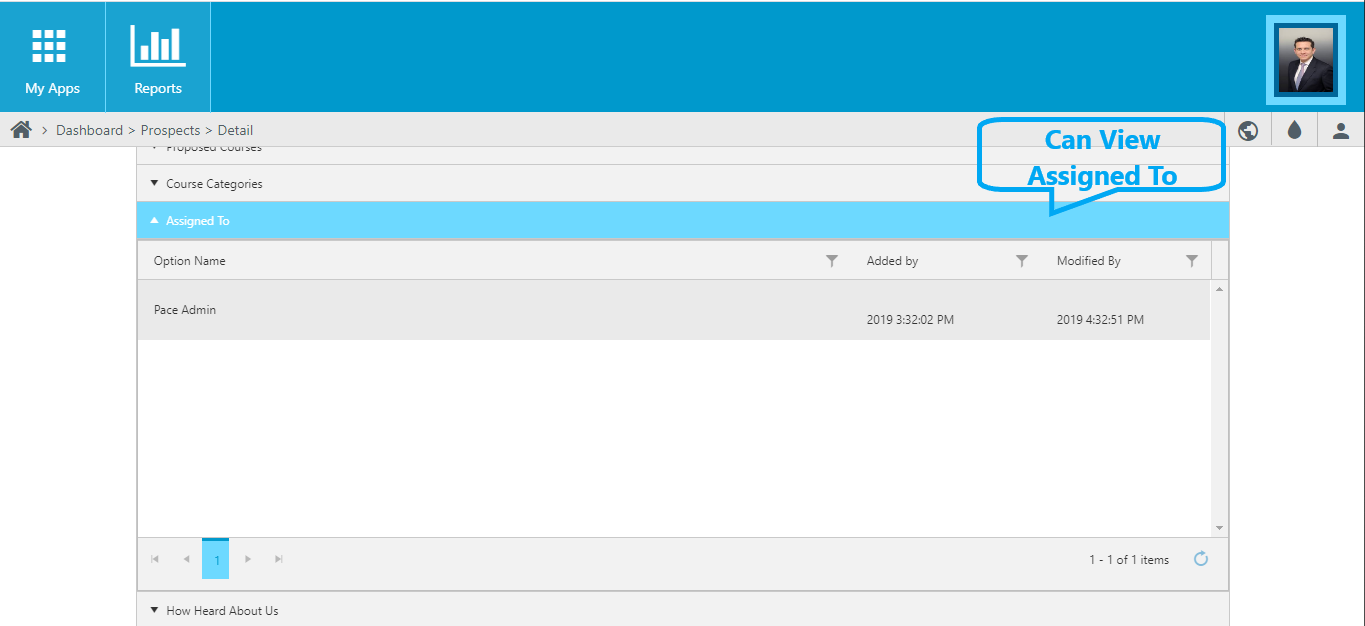 My Apps
Reports
Dashboard > Prospects > Detail
Can View
Assigned To
Proposed Courses
Course Categories
Assigned To
Option Name
Added by
Modified By
Pace Admin
2019 3:32:02 PM
2019 4:32:51 PM
1
1 - 1 of 1 items
How Heard About Us